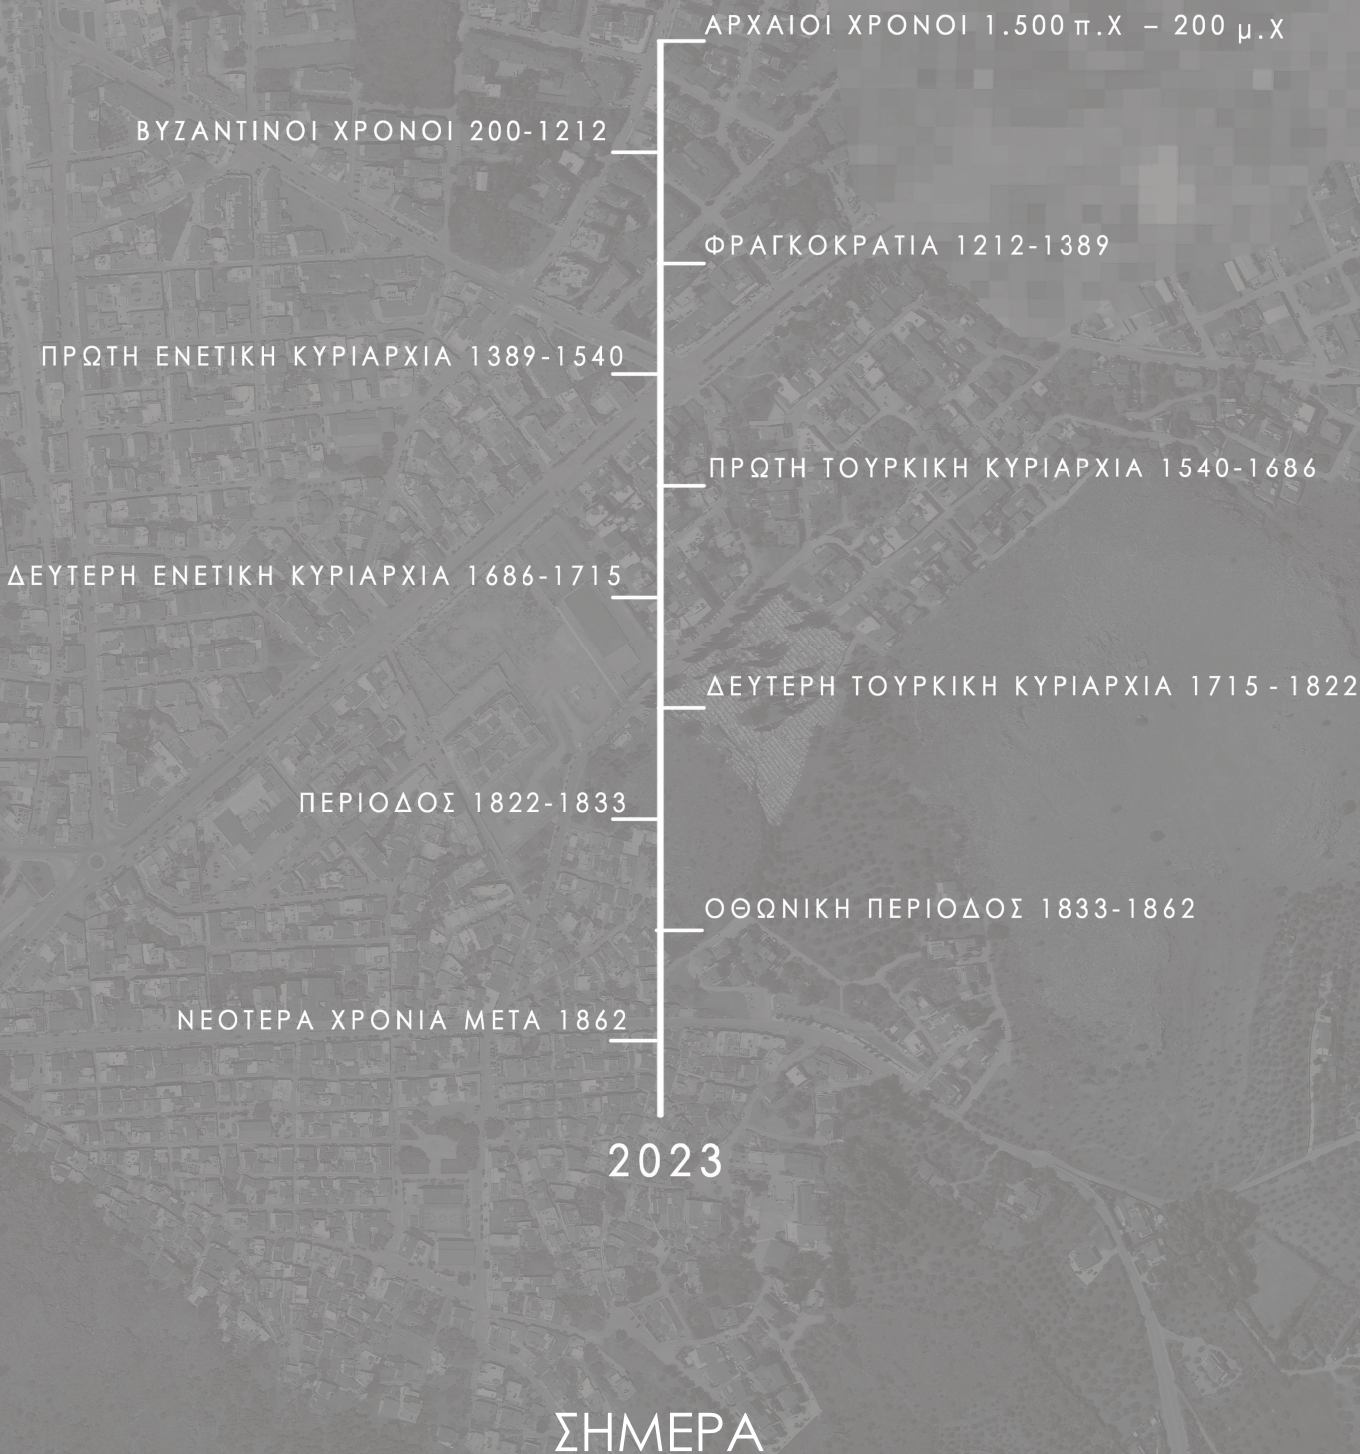 ΑΡΧΑΙΟΙ ΧΡΟΝΟΙ 1.500 π.Χ – 200 μ.Χ
ΒΥΖΑΝΤΙΝΟΙ ΧΡΟΝΟΙ 200-1212
ΦΡΑΓΚΟΚΡΑΤΙΑ 1212-1389
ΠΡΩΤΗ ΕΝΕΤΙΚΗ ΚΥΡΙΑΡΧΙΑ 1389-1540
ΠΡΩΤΗ ΤΟΥΡΚΙΚΗ ΚΥΡΙΑΡΧΙΑ 1540-1686
ΔΕΥΤΕΡΗ ΕΝΕΤΙΚΗ ΚΥΡΙΑΡΧΙΑ 1686-1715
ΔΕΥΤΕΡΗ ΤΟΥΡΚΙΚΗ ΚΥΡΙΑΡΧΙΑ 1715 - 1822
ΠΕΡΙΟΔΟΣ 1822-1833
ΟΘΩΝΙΚΗ ΠΕΡΙΟΔΟΣ 1833-1862
ΝΕΟΤΕΡΑ ΧΡΟΝΙΑ ΜΕΤΑ 1862
2023
ΣΗΜΕΡΑ